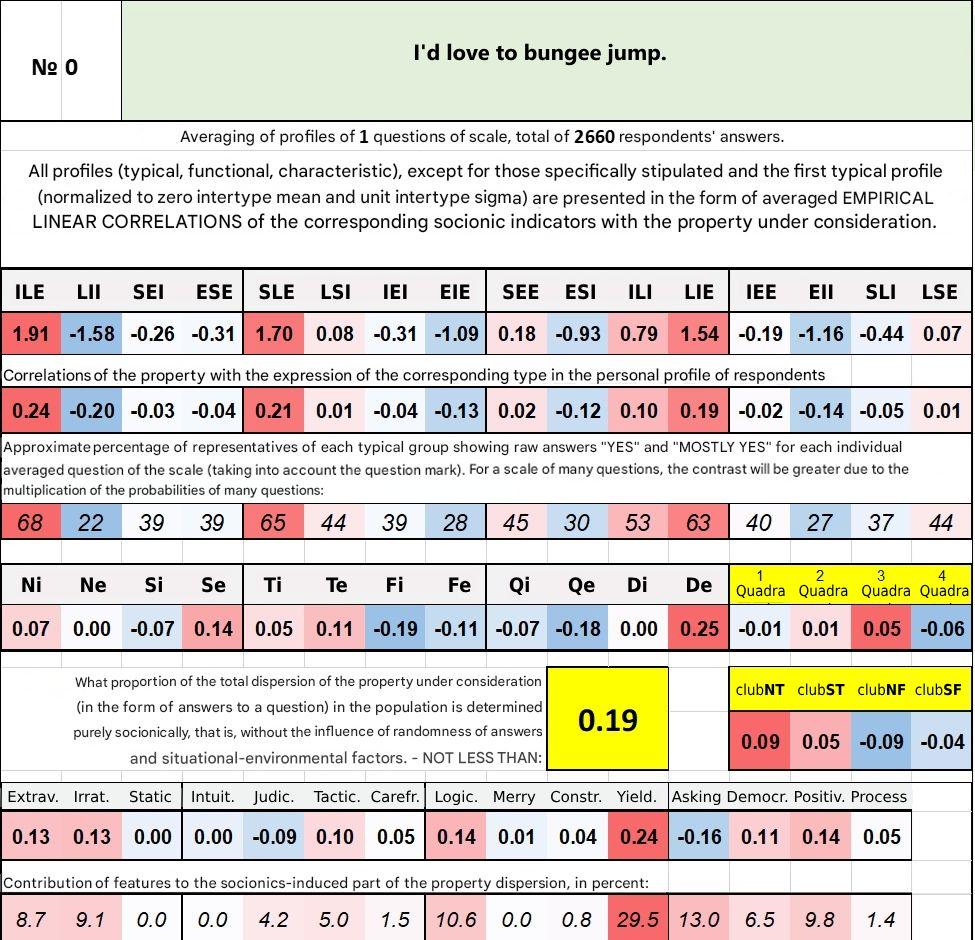 № 0
I'd love to bungee jump.
Averaging of profiles of 1 questions of scale, total of 2660 respondents' answers.
All profiles (typical, functional, characteristic), except for those specifically stipulated and the first typical profile
(normalized to zero intertype mean and unit intertype sigma) are presented in the form of averaged EMPIRICAL
LINEAR CORRELATIONS of the corresponding socionic indicators with the property under consideration.
ILE LII SEI ESE SLE LSI IEI EIE SEE ESI ILI LIE IEE EII SLI LSE
1.91 -1.58 -0.26 -0.31 1.70 0.08 -0.31 -1.09 0.18 -0.93 0.79 1.54 -0.19 -1.16 -0.44 0.07
Correlations of the property with the expression of the corresponding type in the personal profile of respondents
0.24 -0.20 -0.03 -0.04 0.21 0.01 -0.04 -0.13 0.02 -0.12 0.10 0.19 -0.02 -0.14 -0.05 0.01
Approximate percentage of representatives of each typical group showing raw answers "YES" and "MOSTLY YES" for each individual
averaged question of the scale (taking into account the question mark). For a scale of many questions, the contrast will be greater due to the
multiplication of the probabilities of many questions:
68 22 39 39 65 44 39 28 45 30 53 63 40 27 37 44
Ni Ne Si Se Ti Te Fi Fe Qi Qe Di De 1 Quadra 2 Quadra 3 Quadra 4 Quadra
0.07 0.00 -0.07 0.14 0.05 0.11 -0.19 -0.11 -0.07 -0.18 0.00 0.25 -0.01 0.01 0.05 -0.06
What proportion of the total dispersion of the property under consideration
(in the form of answers to a question) in the population is determined
purely socionically, that is, without the influence of randomness of answers
and situational-environmental factors. - NOT LESS THAN:
0.19
clubNT clubST clubNF clubSF
0.09 0.05 -0.09 -0.04
Extrav. Irrat. Static Intuit. Judic. Tactic. Carefr. Logic. Merry Constr. Yield. Asking Democr. Positiv. Process
0.13 0.13 0.00 0.00 -0.09 0.10 0.05 0.14 0.01 0.04 0.24 -0.16 0.11 0.14 0.05
Contribution of features to the socionics-induced part of the property dispersion, in percent:
8.7 9.1 0.0 0.0 4.2 5.0 1.5 10.6 0.0 0.8 29.5 13.0 6.5 9.8 1.4